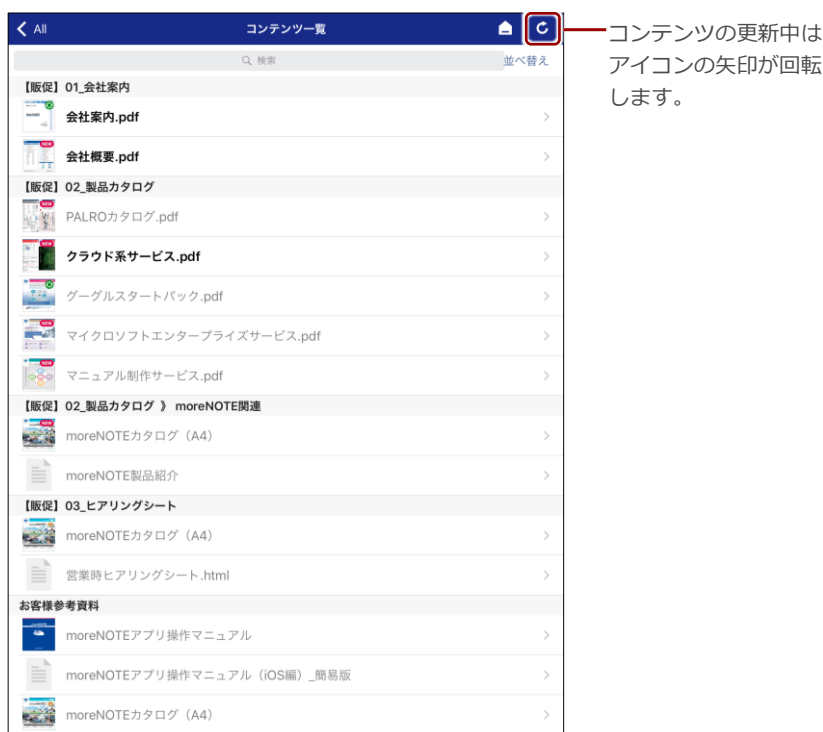 All
コンテンツ一覧
検索
並べ替え
【販促】01_会社案内
会社案内.pdf
NEW
会社概要.pdf
【販促】02_製品カタログ
NEW
PALROカタログ.pdf
NEW
クラウド系サービス.pdf
グーグルスタートパック.pdf
NEW
マイクロソフトエンタープライズサービス.pdf
NEW
マニュアル制作サービス.pdf
【販促】02_製品カタログ 》 moreNOTE関連
NEW
moreNOTEカタログ（A4）
moreNOTE製品紹介
【販促】03_ヒアリングシート
moreNOTEカタログ（A4）
営業時ヒアリングシート.html
お客様参考資料
moreNOTEアプリ操作マニュアル
moreNOTEアプリ操作マニュアル（iOS編）_簡易版
moreNOTEカタログ（A4）
コンテンツの更新中は
アイコンの矢印が回転
します。